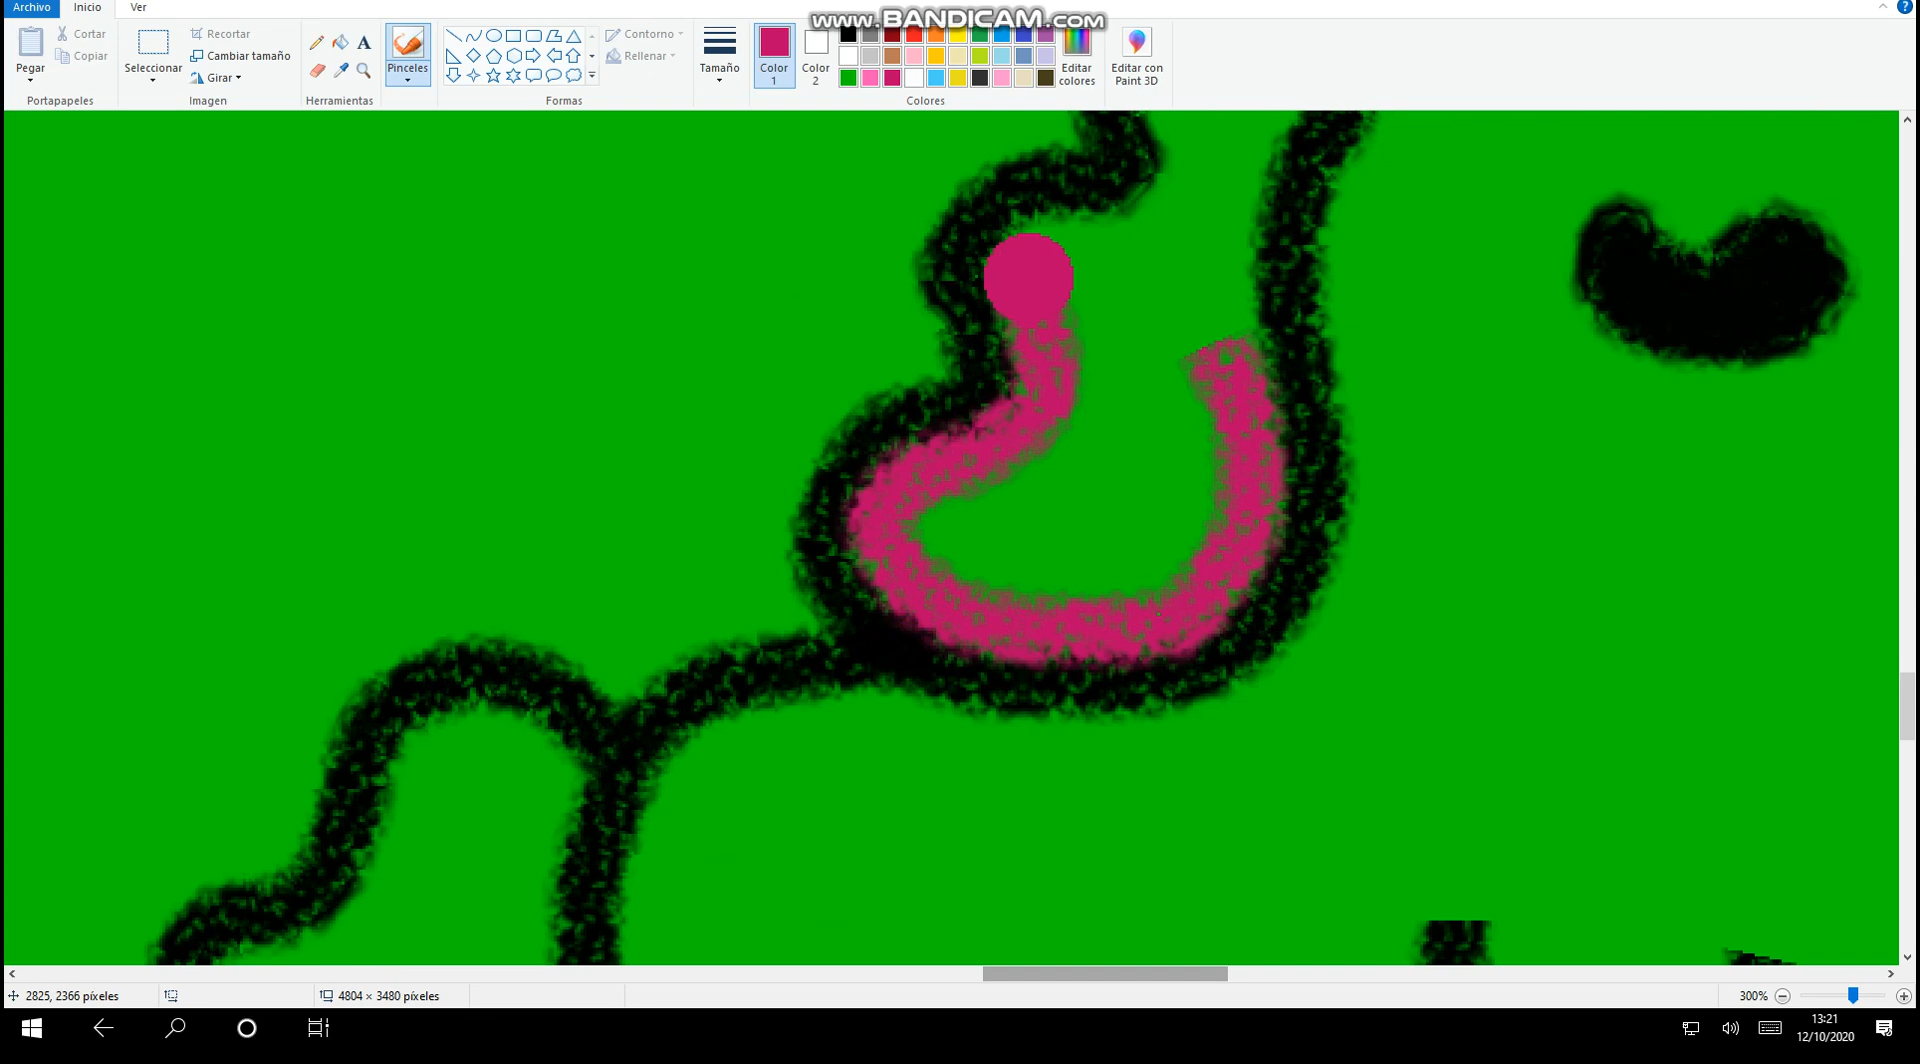 Archivo Inicio Ver
www.BANDICAM.com
Pegar
Cortar
Copiar
Portapapeles
Seleccionar
Recortar
Cambiar tamaño
Girar
Imagen
A
Herramientas
Pinceles
Contorno
Rellenar
Formas
Tamaño
Color
1
Color
2
Colores
Editar
colores
Editar con
Paint 3D
?
2825, 2366 píxeles
4804 × 3480 píxeles
300%
13:21
12/10/2020